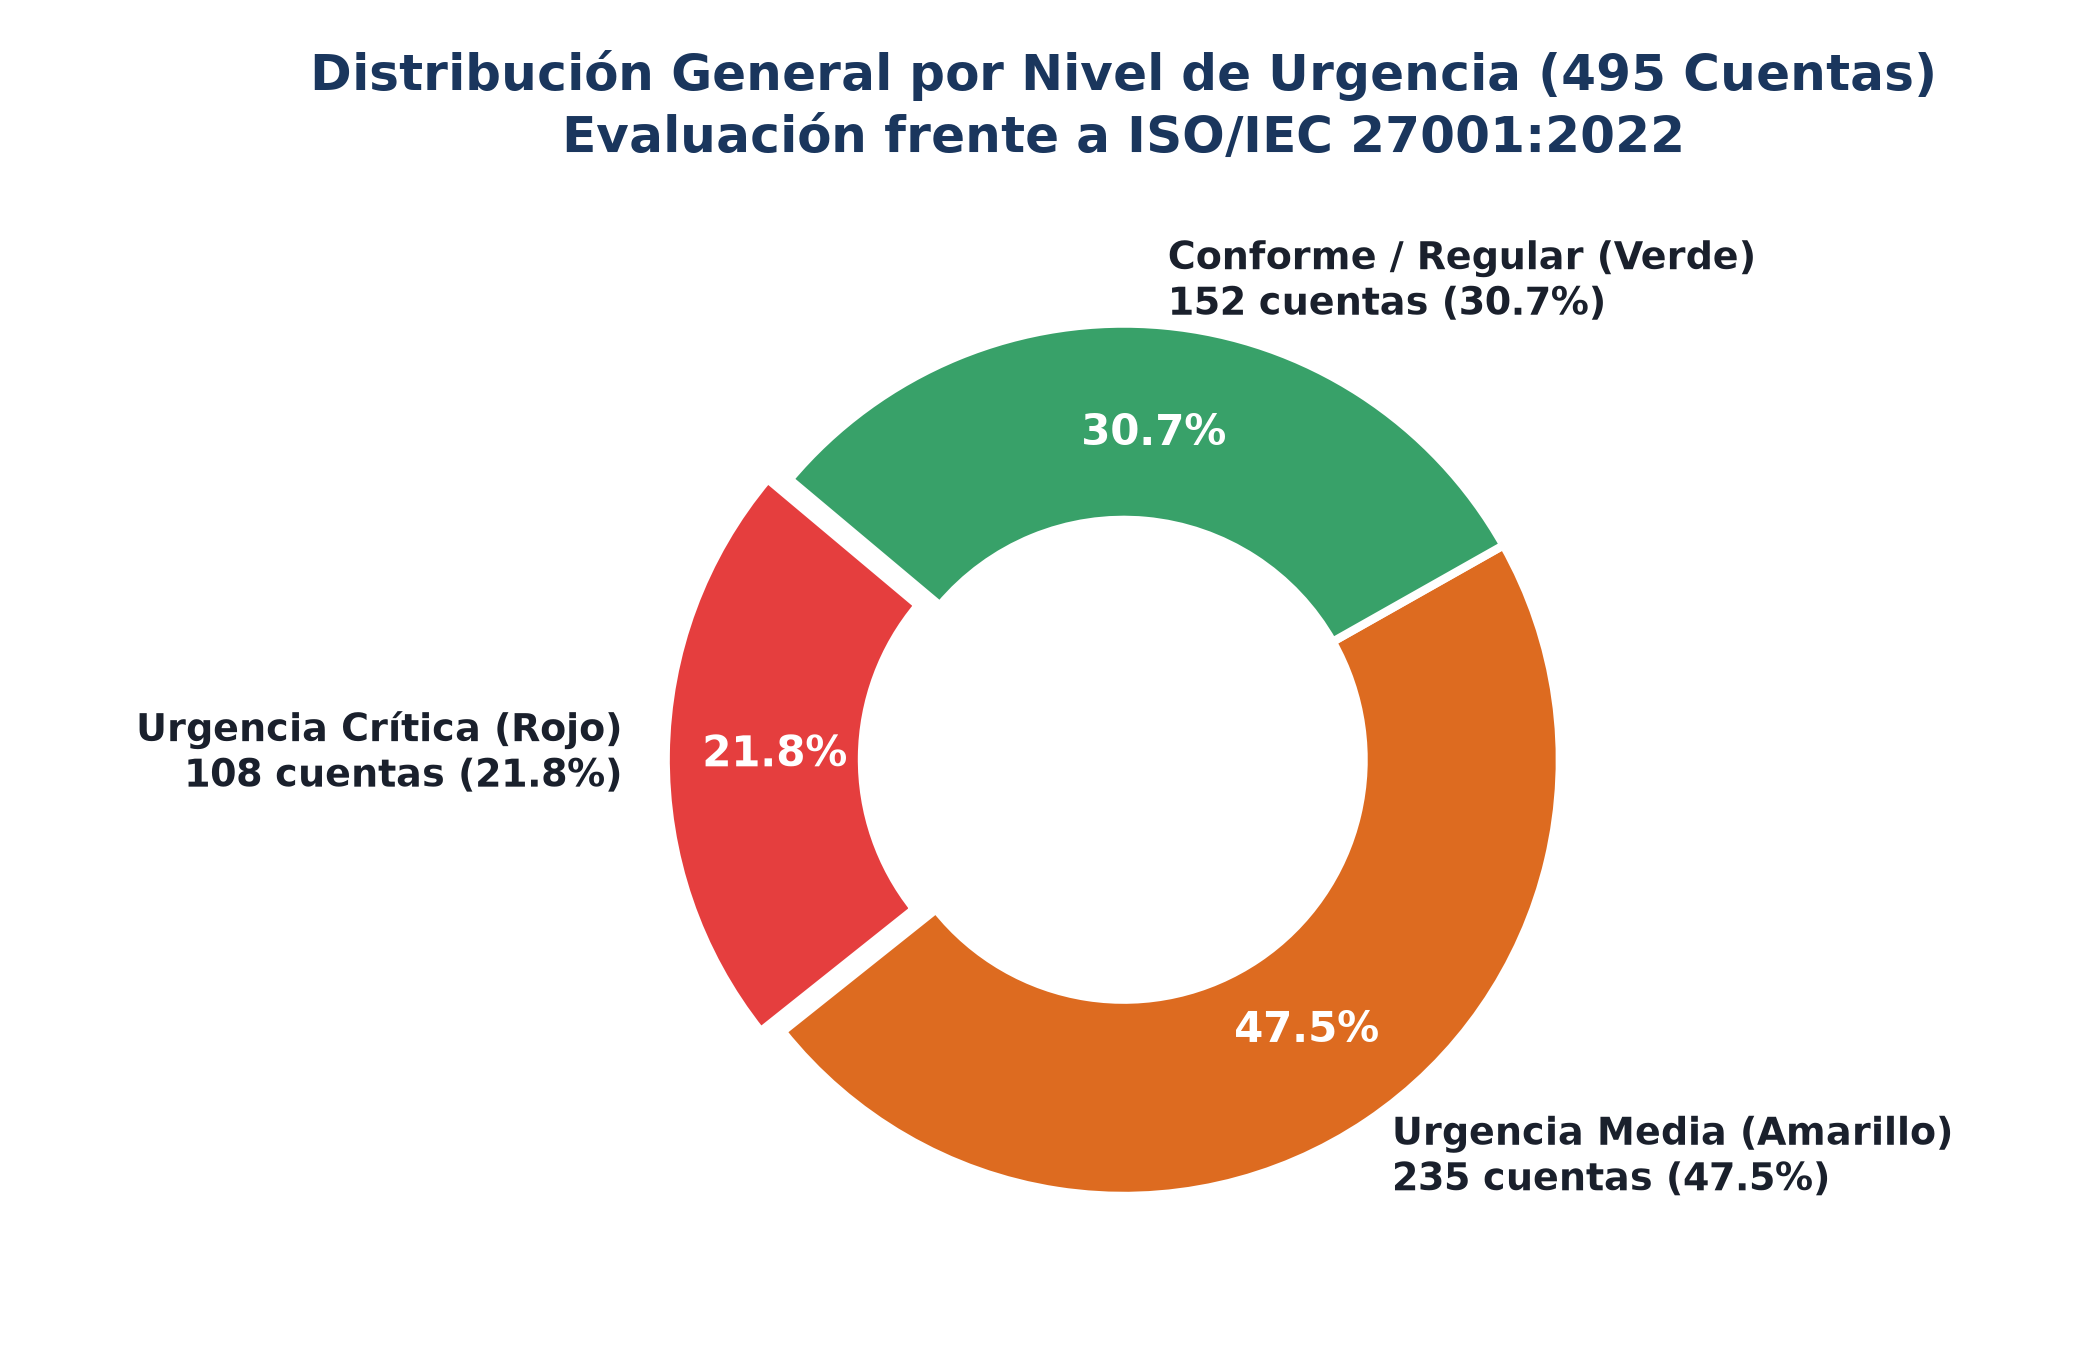 Distribución General por Nivel de Urgencia (495 Cuentas)
Evaluación frente a ISO/IEC 27001:2022
Conforme / Regular (Verde)
152 cuentas (30.7%)
30.7%
Urgencia Crítica (Rojo)
108 cuentas (21.8%)
21.8%
47.5%
Urgencia Media (Amarillo)
235 cuentas (47.5%)